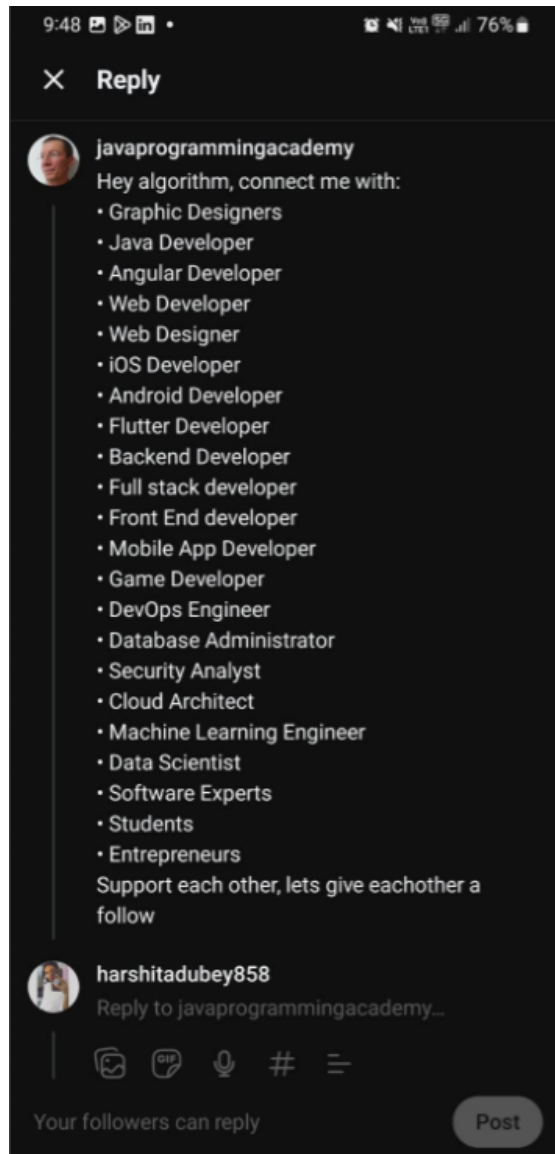 9:48
76%
Reply
javaprogrammingacademy
Hey algorithm, connect me with:
• Graphic Designers
• Java Developer
• Angular Developer
• Web Developer
• Web Designer
• iOS Developer
• Android Developer
• Flutter Developer
• Backend Developer
• Full stack developer
• Front End developer
• Mobile App Developer
• Game Developer
• DevOps Engineer
• Database Administrator
• Security Analyst
• Cloud Architect
• Machine Learning Engineer
• Data Scientist
• Software Experts
• Students
• Entrepreneurs
Support each other, lets give eachother a
follow
harshitadubey858
Reply to javaprogrammingacademy...
GIF
Your followers can reply
Post